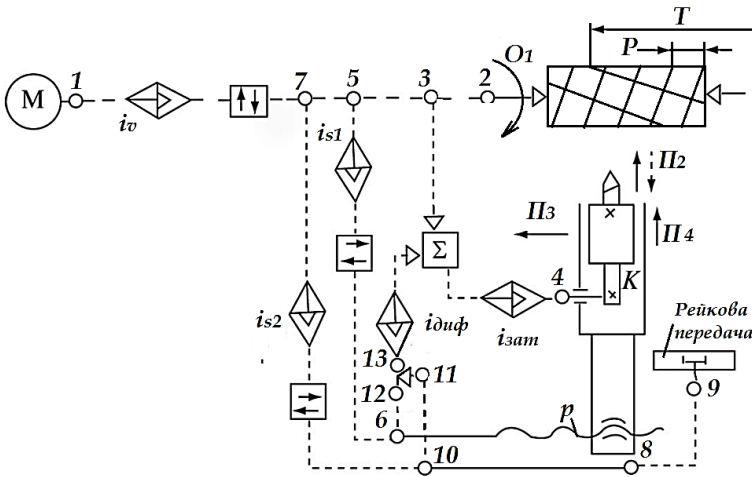 T
P
O1
1
7
5
3
2
M
iv
is1
П2
П3
П4
Σ
4
K
is2
iдиф
iзат
Рейкова
передача
13
11
12
9
6
p
8
10